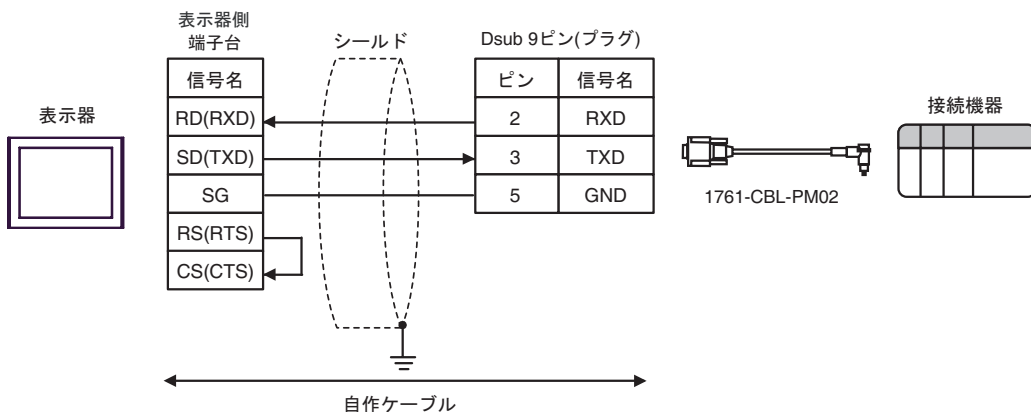 表示器
表示器側
端子台
信号名
RD(RXD)
SD(TXD)
SG
RS(RTS)
CS(CTS)
シールド
Dsub 9ピン(プラグ)
ピン 信号名
2 RXD
3 TXD
5 GND
1761-CBL-PM02
接続機器
自作ケーブル